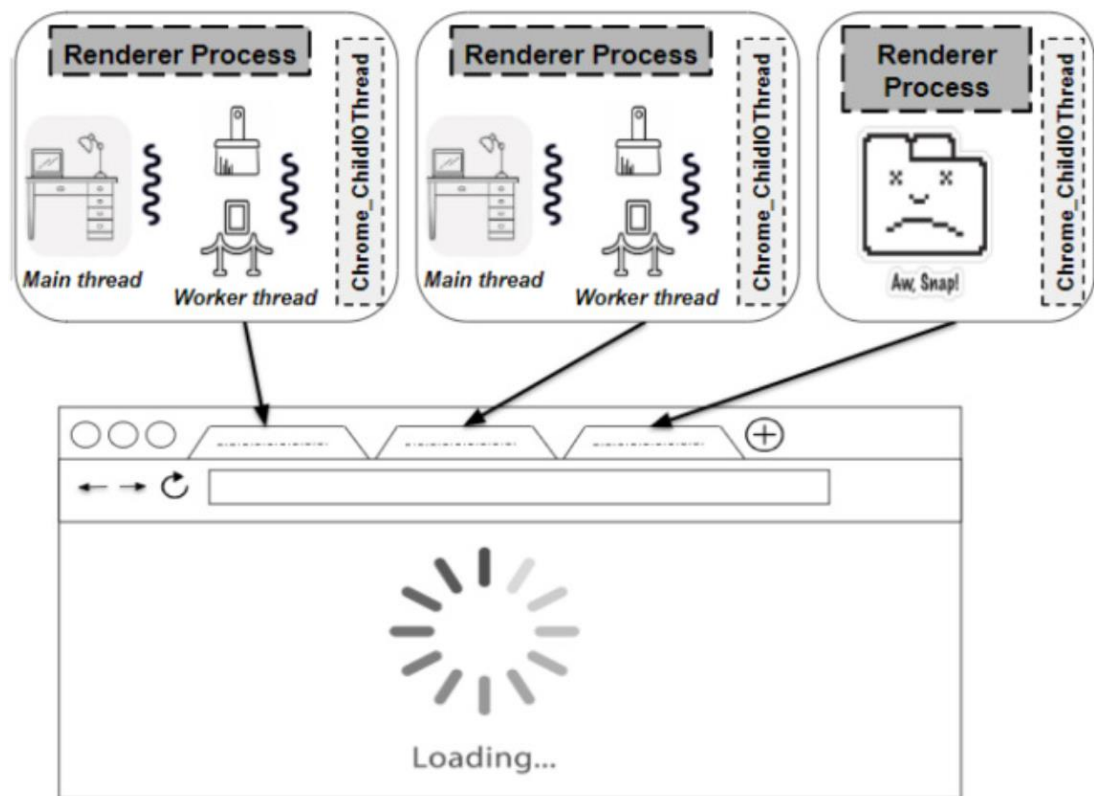 Renderer Process
Main thread
Worker thread
Chrome_ChildIOThread
Renderer Process
Main thread
Worker thread
Chrome_ChildIOThread
Renderer
Process
Aw, Snap!
Chrome_ChildIOThread
Loading...